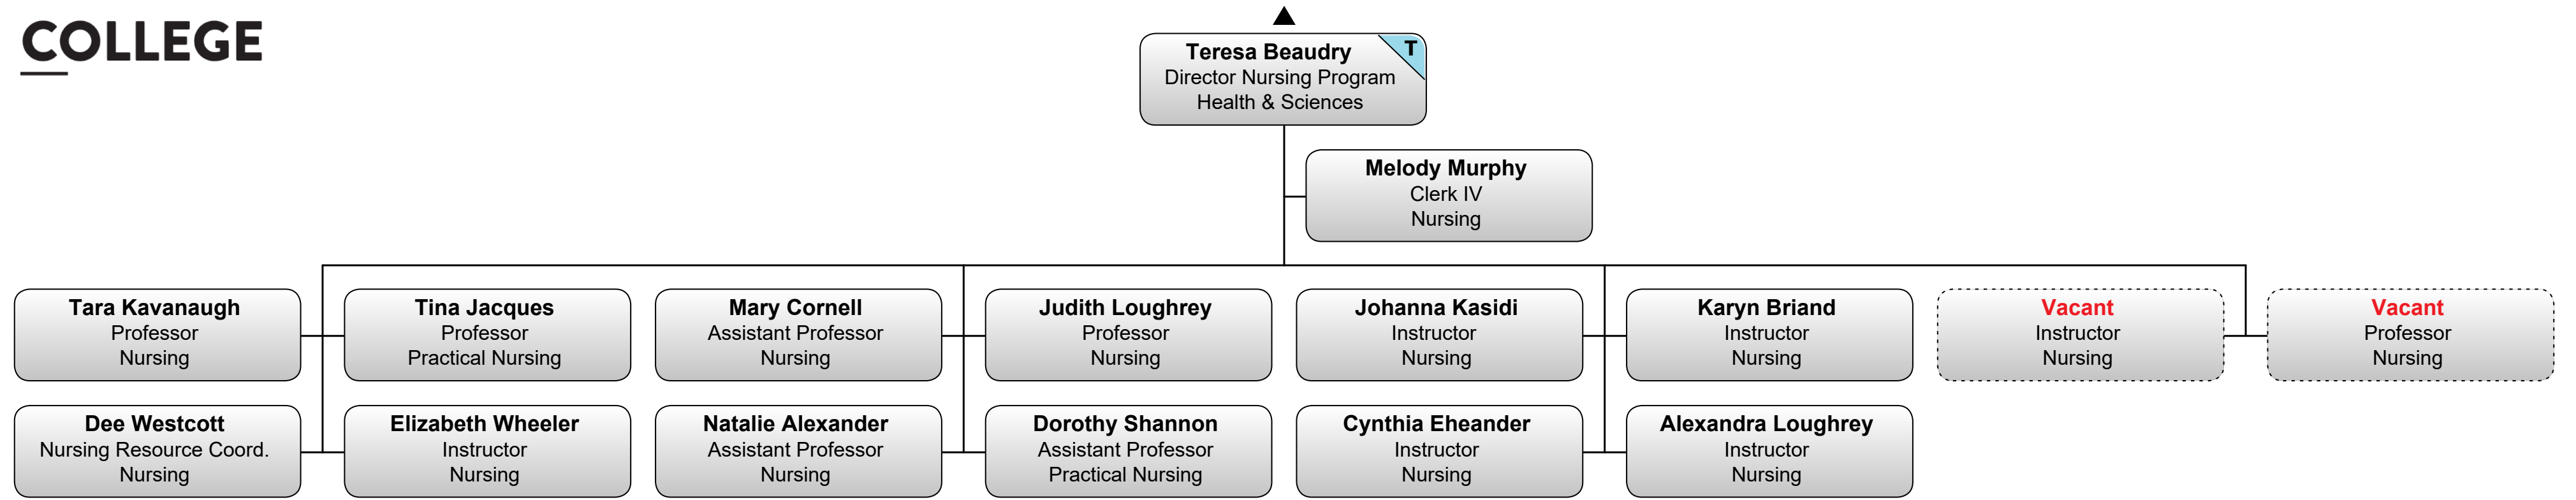 COLLEGE
T
Teresa Beaudry
Director Nursing Program
Health & Sciences
Melody Murphy
Clerk IV
Nursing
Tara Kavanaugh
Professor
Nursing
Tina Jacques
Professor
Practical Nursing
Mary Cornell
Assistant Professor
Nursing
Judith Loughrey
Professor
Nursing
Johanna Kasidi
Instructor
Nursing
Karyn Briand
Instructor
Nursing
Vacant
Instructor
Nursing
Vacant
Professor
Nursing
Dee Westcott
Nursing Resource Coord.
Nursing
Elizabeth Wheeler
Instructor
Nursing
Natalie Alexander
Assistant Professor
Nursing
Dorothy Shannon
Assistant Professor
Practical Nursing
Cynthia Eheander
Instructor
Nursing
Alexandra Loughrey
Instructor
Nursing